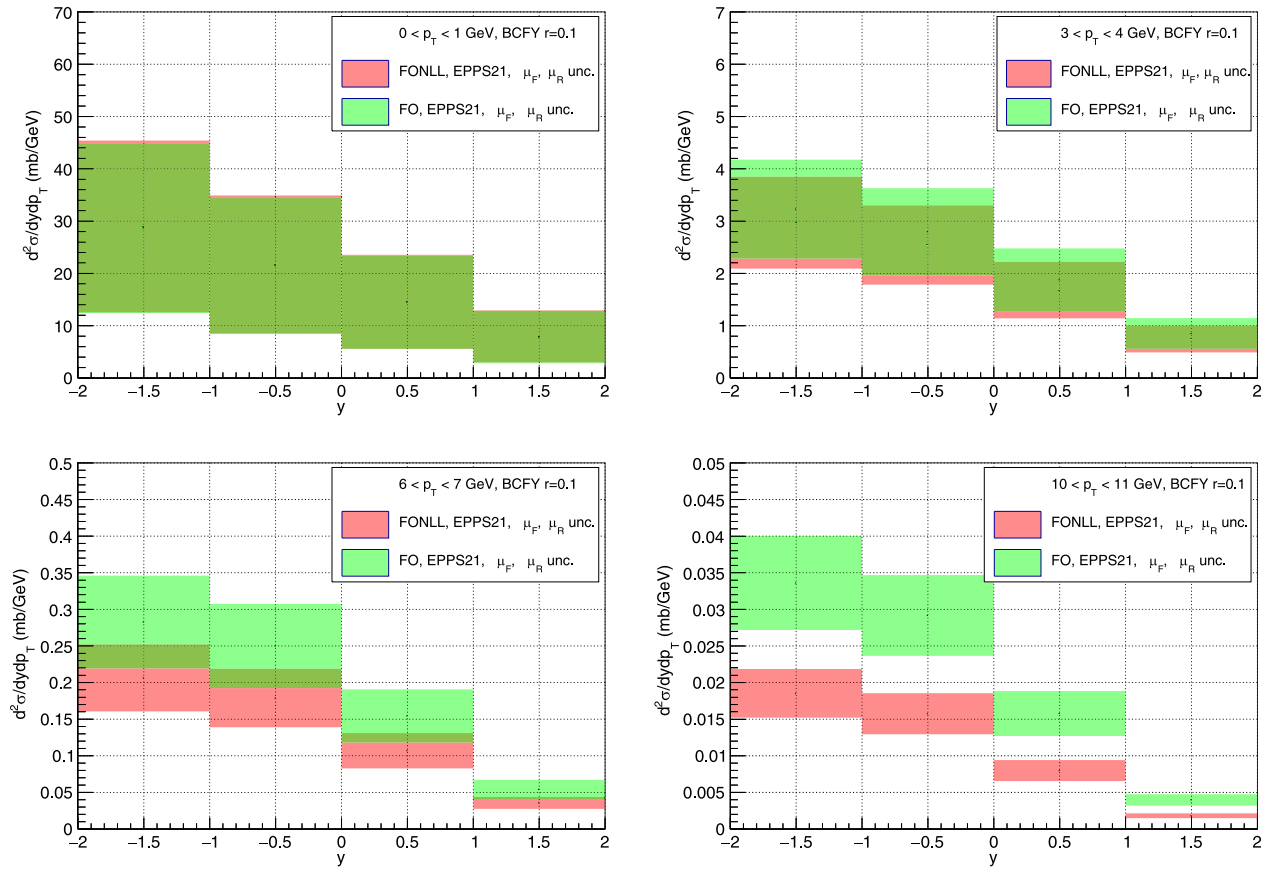 70
60
50
40
30
20
10
0
d²σ/dydp_T (mb/GeV)
0 < p_T < 1 GeV, BCFY r=0.1
FONLL, EPPS21, μ_F, μ_R unc.
FO, EPPS21, μ_F, μ_R unc.
−2 −1.5 −1 −0.5 0 0.5 1 1.5 2
y
7
6
5
4
3
2
1
0
d²σ/dydp_T (mb/GeV)
3 < p_T < 4 GeV, BCFY r=0.1
FONLL, EPPS21, μ_F, μ_R unc.
FO, EPPS21, μ_F, μ_R unc.
−2 −1.5 −1 −0.5 0 0.5 1 1.5 2
y
0.5
0.45
0.4
0.35
0.3
0.25
0.2
0.15
0.1
0.05
0
d²σ/dydp_T (mb/GeV)
6 < p_T < 7 GeV, BCFY r=0.1
FONLL, EPPS21, μ_F, μ_R unc.
FO, EPPS21, μ_F, μ_R unc.
−2 −1.5 −1 −0.5 0 0.5 1 1.5 2
y
0.05
0.045
0.04
0.035
0.03
0.025
0.02
0.015
0.01
0.005
0
d²σ/dydp_T (mb/GeV)
10 < p_T < 11 GeV, BCFY r=0.1
FONLL, EPPS21, μ_F, μ_R unc.
FO, EPPS21, μ_F, μ_R unc.
−2 −1.5 −1 −0.5 0 0.5 1 1.5 2
y